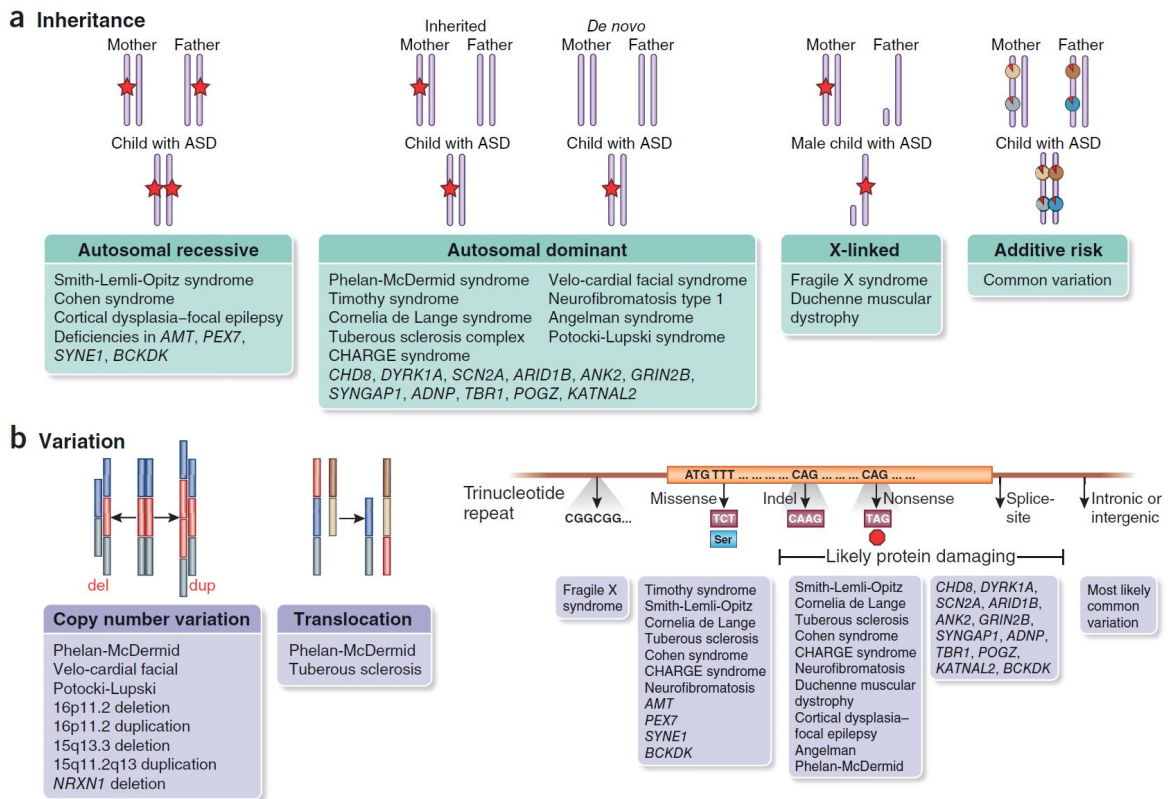 a Inheritance
Mother Father
Child with ASD
Autosomal recessive
Smith-Lemli-Opitz syndrome
Cohen syndrome
Cortical dysplasia–focal epilepsy
Deficiencies in AMT, PEX7,
SYNE1, BCKDK
Inherited
Mother Father
Child with ASD
De novo
Mother Father
Child with ASD
Autosomal dominant
Phelan-McDermid syndrome
Timothy syndrome
Cornelia de Lange syndrome
Tuberous sclerosis complex
CHARGE syndrome
Velo-cardial facial syndrome
Neurofibromatosis type 1
Angelman syndrome
Potocki-Lupski syndrome
CHD8, DYRK1A, SCN2A, ARID1B, ANK2, GRIN2B,
SYNGAP1, ADNP, TBR1, POGZ, KATNAL2
Mother Father
Male child with ASD
X-linked
Fragile X syndrome
Duchenne muscular
dystrophy
Mother Father
Child with ASD
Additive risk
Common variation
b Variation
del
dup
Copy number variation
Phelan-McDermid
Velo-cardial facial
Potocki-Lupski
16p11.2 deletion
16p11.2 duplication
15q13.3 deletion
15q11.2q13 duplication
NRXN1 deletion
Translocation
Phelan-McDermid
Tuberous sclerosis
ATG TTT ... ... ... ... CAG ... ... ... CAG ... ...
Trinucleotide
repeat
CGGCGG...
Missense
TCT
Ser
Indel
CAAG
Nonsense
TAG
Splice-
site
Intronic or
intergenic
Likely protein damaging
Fragile X
syndrome
Timothy syndrome
Smith-Lemli-Opitz
Cornelia de Lange
Tuberous sclerosis
Cohen syndrome
CHARGE syndrome
Neurofibromatosis
AMT
PEX7
SYNE1
BCKDK
Smith-Lemli-Opitz
Cornelia de Lange
Tuberous sclerosis
Cohen syndrome
CHARGE syndrome
Neurofibromatosis
Duchenne muscular
dystrophy
Cortical dysplasia–
focal epilepsy
Angelman
Phelan-McDermid
CHD8, DYRK1A,
SCN2A, ARID1B,
ANK2, GRIN2B,
SYNGAP1, ADNP,
TBR1, POGZ,
KATNAL2, BCKDK
Most likely
common
variation